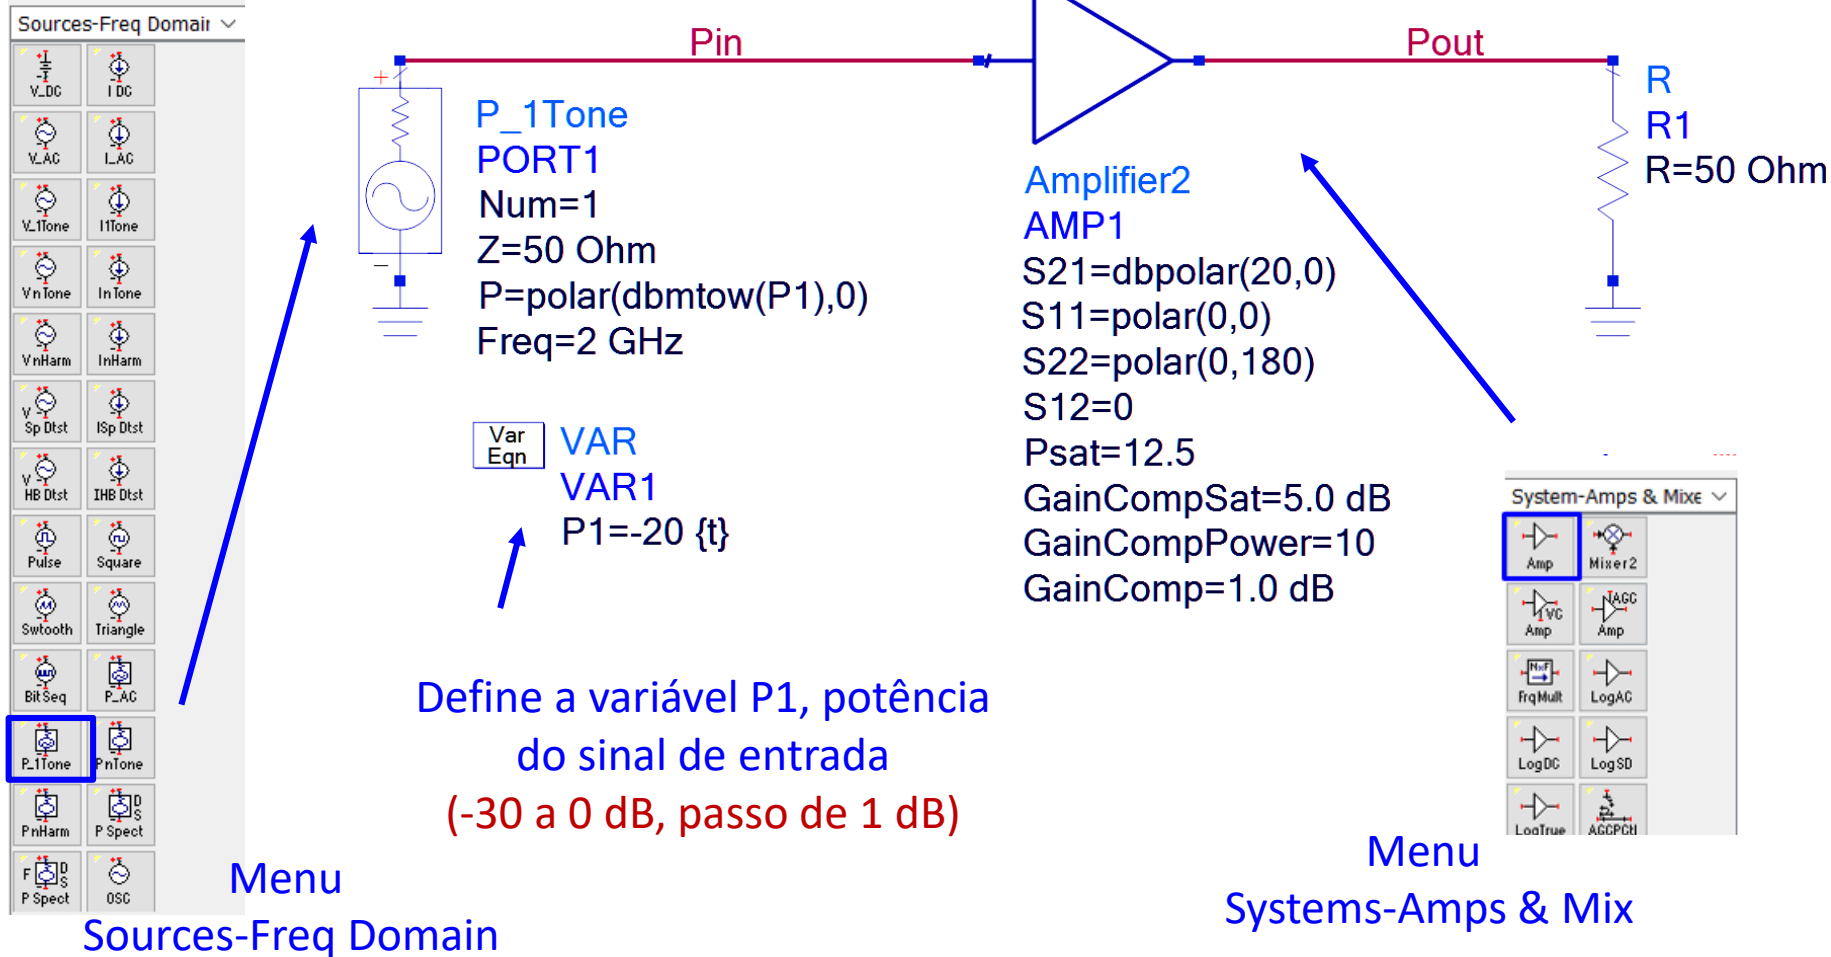 Sources-Freq Domair
V_DC
I DC
V_AC
I_AC
V_1Tone
I1Tone
VnTone
InTone
VnHarm
InHarm
V
Sp Dtst
ISp Dtst
V
HB Dtst
IHB Dtst
Pulse
Square
Swtooth
Triangle
BitSeq
P_AC
P_1Tone
PnTone
PnHarm
D
S
P Spect
F
D
S
P Spect
OSC
Menu
Sources-Freq Domain
Pin
Pout
+
-
P_1Tone
PORT1
Num=1
Z=50 Ohm
P=polar(dbmtow(P1),0)
Freq=2 GHz
Var
Eqn
VAR
VAR1
P1=-20 {t}
Define a variável P1, potência
do sinal de entrada
(-30 a 0 dB, passo de 1 dB)
Amplifier2
AMP1
S21=dbpolar(20,0)
S11=polar(0,0)
S22=polar(0,180)
S12=0
Psat=12.5
GainCompSat=5.0 dB
GainCompPower=10
GainComp=1.0 dB
R
R1
R=50 Ohm
System-Amps & Mixe
Amp
Mixer2
VC
Amp
AGC
Amp
NxF
FrqMult
LogAC
LogDC
LogSD
LogTrue
AGCPCtl
Menu
Systems-Amps & Mix